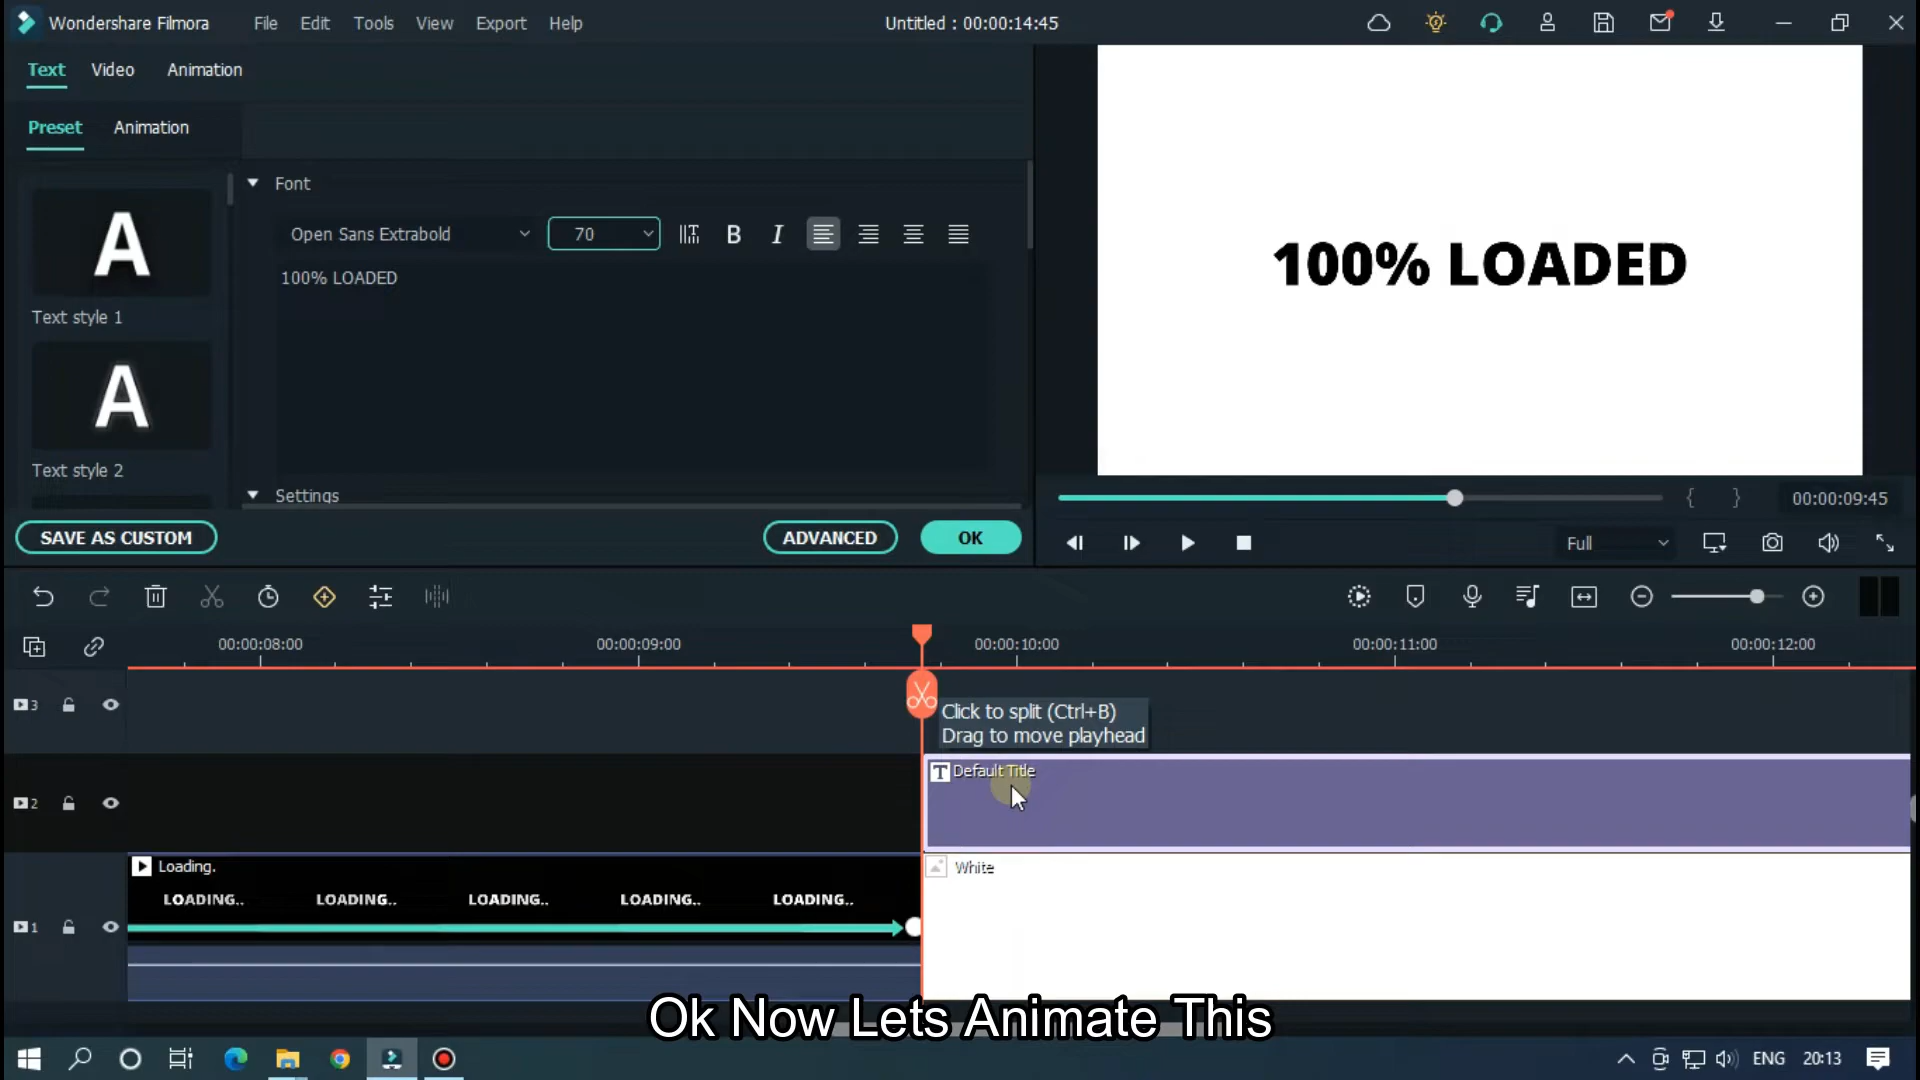 Wondershare Filmora File Edit Tools View Export Help Untitled : 00:00:14:45
Text Video Animation
Preset Animation
Font
Open Sans Extrabold 70 B I
100% LOADED
A
Text style 1
A
Text style 2
Settings
SAVE AS CUSTOM ADVANCED OK
100% LOADED
{ } 00:00:09:45
Full
00:00:08:00 00:00:09:00 00:00:10:00 00:00:11:00 00:00:12:00
3
Click to split (Ctrl+B)
Drag to move playhead
T Default Title
2
Loading. White
LOADING.. LOADING.. LOADING.. LOADING.. LOADING..
1
Ok Now Lets Animate This
ENG 20:13